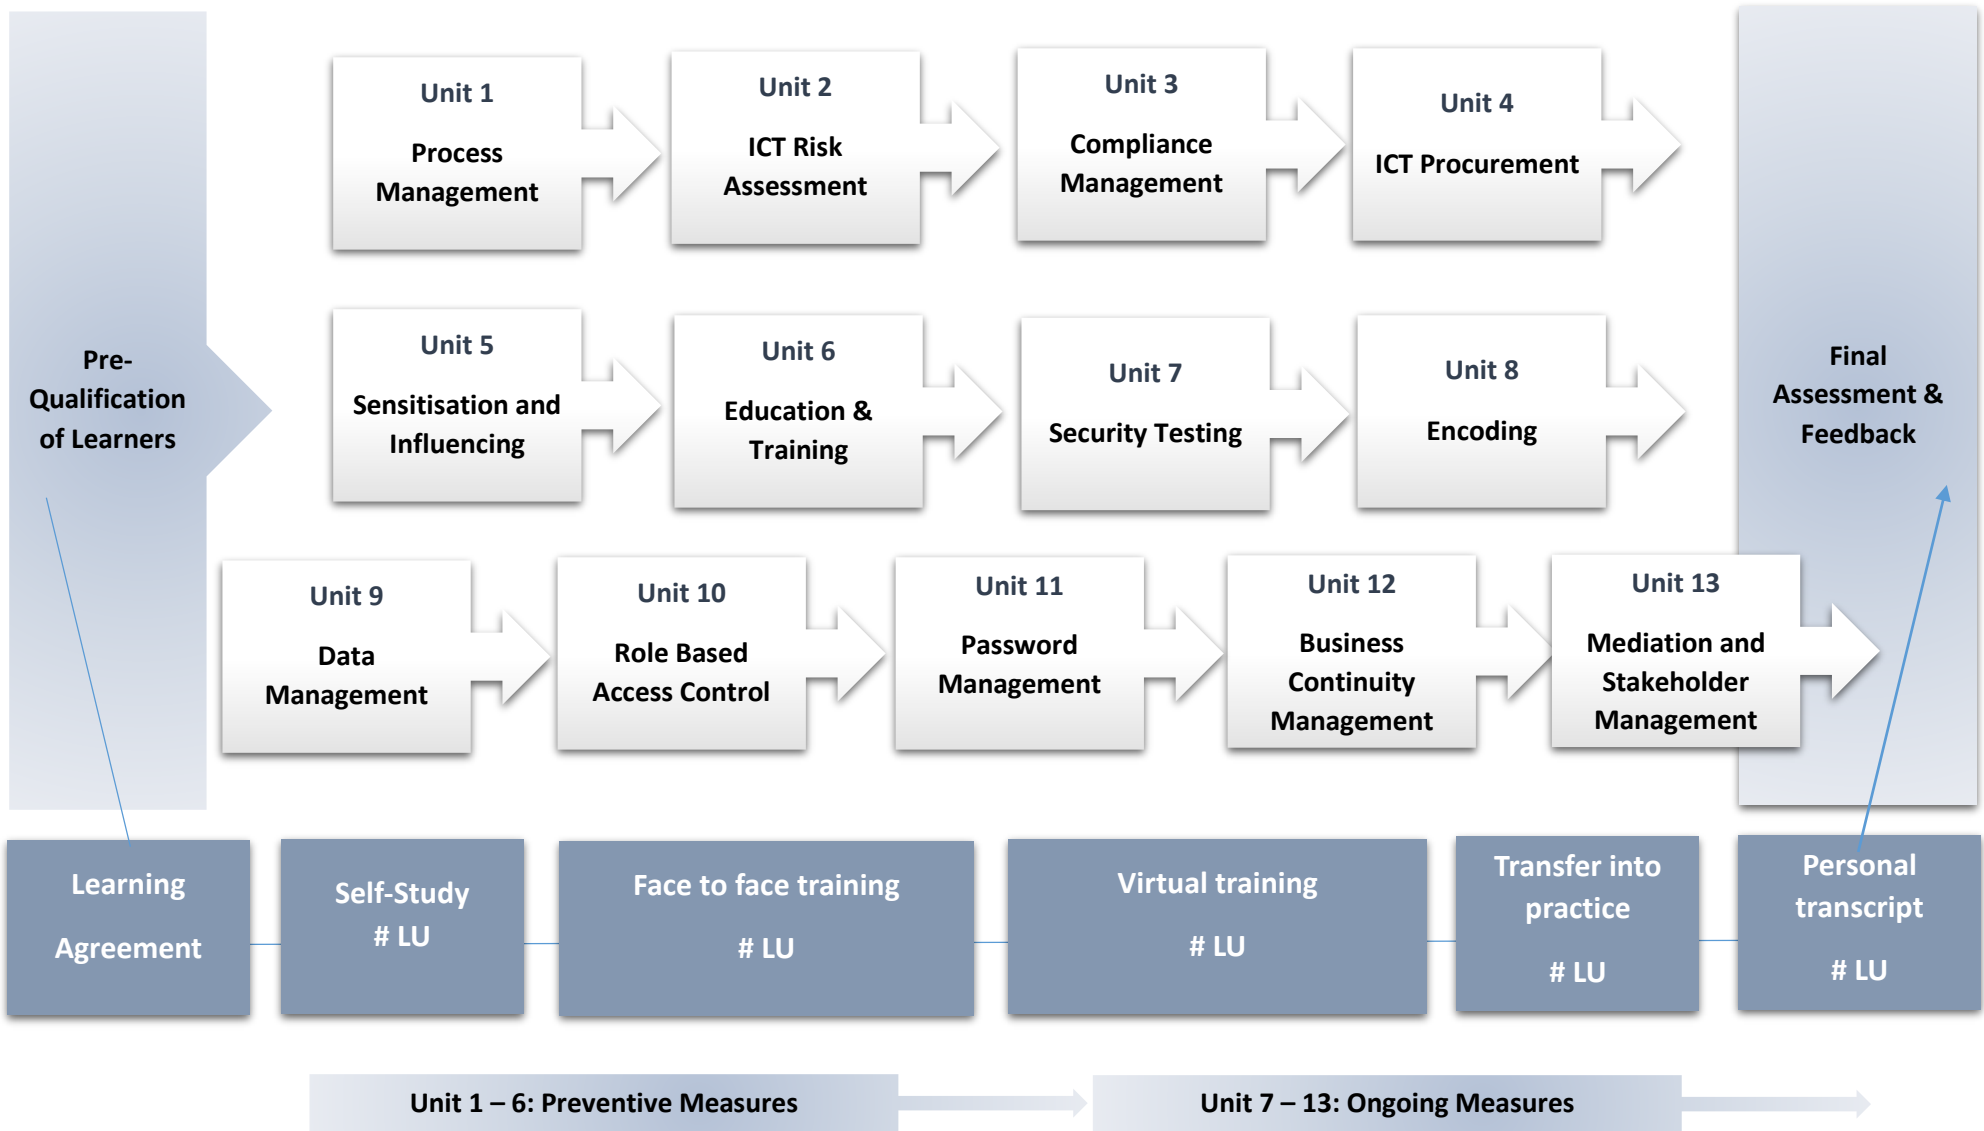 Pre-
Qualification
of Learners
Unit 1
Process
Management
Unit 2
ICT Risk
Assessment
Unit 3
Compliance
Management
Unit 4
ICT Procurement
Unit 5
Sensitisation and
Influencing
Unit 6
Education &
Training
Unit 7
Security Testing
Unit 8
Encoding
Unit 9
Data
Management
Unit 10
Role Based
Access Control
Unit 11
Password
Management
Unit 12
Business
Continuity
Management
Unit 13
Mediation and
Stakeholder
Management
Final
Assessment &
Feedback
Learning
Agreement
Self-Study
# LU
Face to face training
# LU
Virtual training
# LU
Transfer into
practice
# LU
Personal
transcript
# LU
Unit 1 – 6: Preventive Measures
Unit 7 – 13: Ongoing Measures